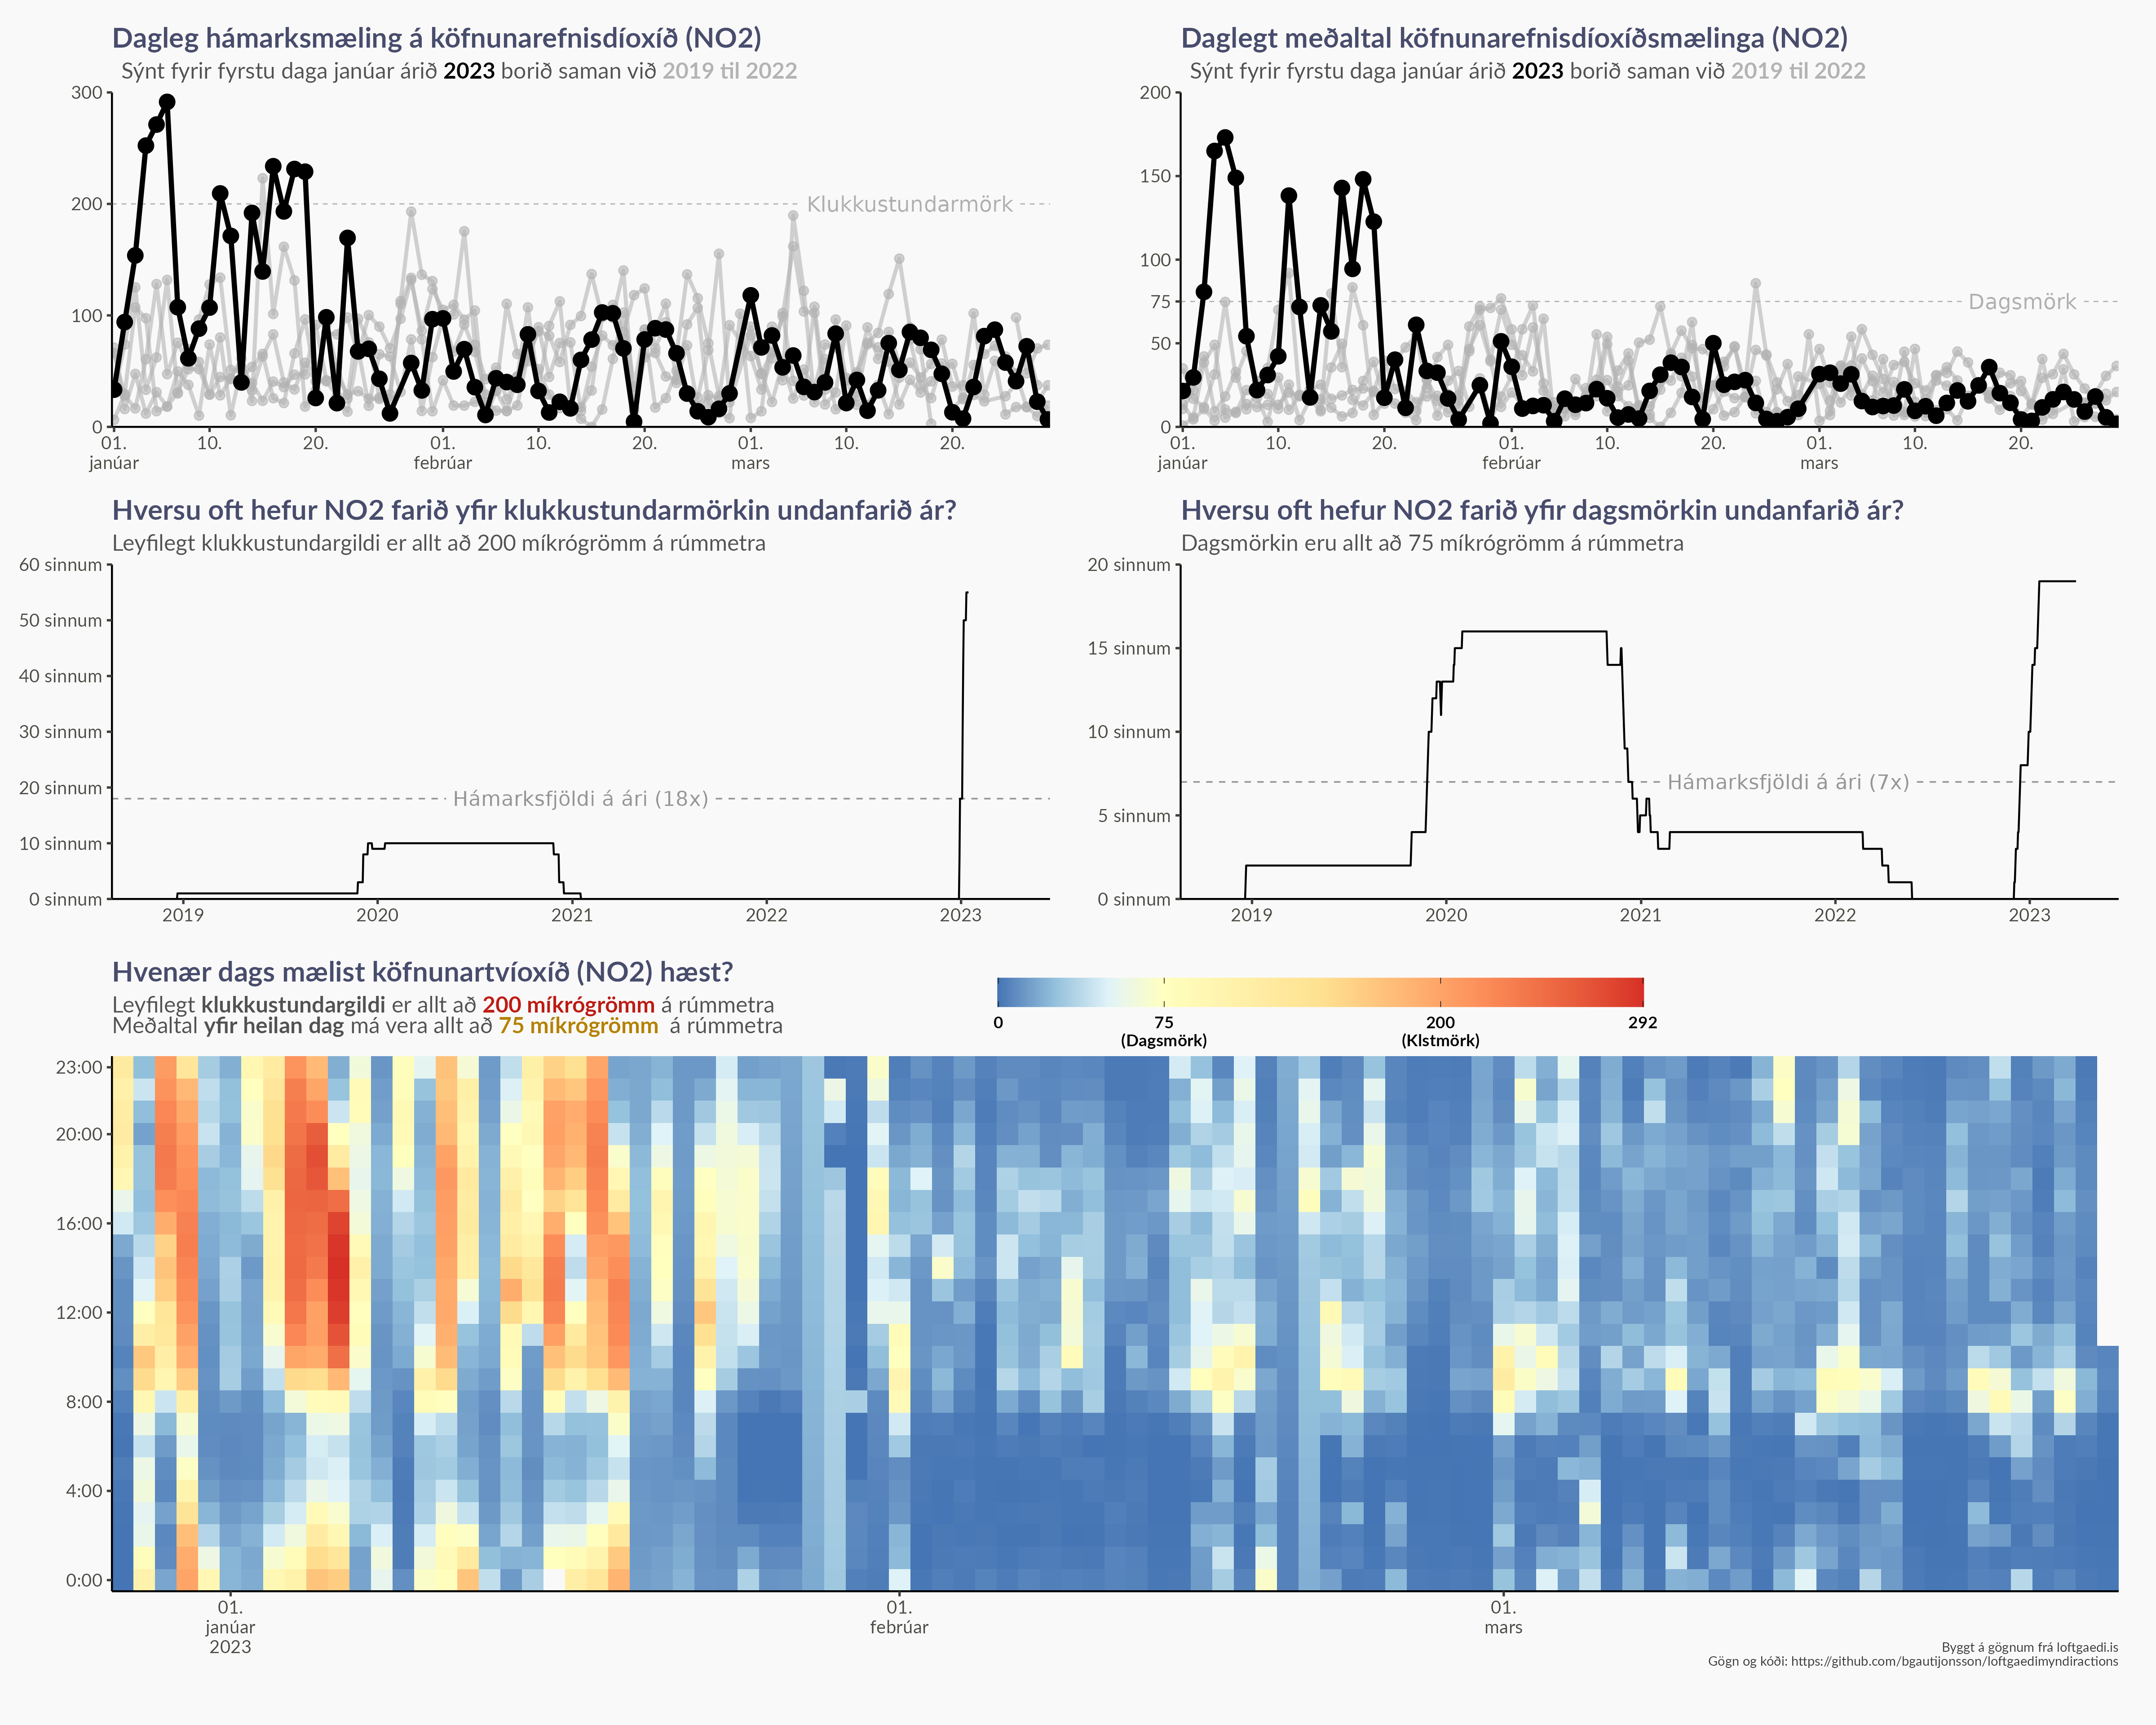 Dagleg hámarksmæling á köfnunarefnisdíoxíð (NO2)
Sýnt fyrir fyrstu daga janúar árið 2023 borið saman við 2019 til 2022
300
200
100
0
Klukkustundarmörk
01. 10. 20. 01. 10. 20. 01. 10. 20.
janúar febrúar mars
Daglegt meðaltal köfnunarefnisdíoxíðsmælinga (NO2)
Sýnt fyrir fyrstu daga janúar árið 2023 borið saman við 2019 til 2022
200
150
100
75
50
0
Dagsmörk
01. 10. 20. 01. 10. 20. 01. 10. 20.
janúar febrúar mars
Hversu oft hefur NO2 farið yfir klukkustundarmörkin undanfarið ár?
Leyfilegt klukkustundargildi er allt að 200 míkrógrömm á rúmmetra
60 sinnum
50 sinnum
40 sinnum
30 sinnum
20 sinnum
10 sinnum
0 sinnum
Hámarksfjöldi á ári (18x)
2019 2020 2021 2022 2023
Hversu oft hefur NO2 farið yfir dagsmörkin undanfarið ár?
Dagsmörkin eru allt að 75 míkrógrömm á rúmmetra
20 sinnum
15 sinnum
10 sinnum
5 sinnum
0 sinnum
Hámarksfjöldi á ári (7x)
2019 2020 2021 2022 2023
Hvenær dags mælist köfnunartvíoxíð (NO2) hæst?
Leyfilegt klukkustundargildi er allt að 200 míkrógrömm á rúmmetra
Meðaltal yfir heilan dag má vera allt að 75 míkrógrömm á rúmmetra
0 75 200 292
(Dagsmörk) (Klstmörk)
23:00
20:00
16:00
12:00
8:00
4:00
0:00
01. 01. 01.
janúar febrúar mars
2023
Byggt á gögnum frá loftgaedi.is
Gögn og kóði: https://github.com/bgautijonsson/loftgaedimyndiractions